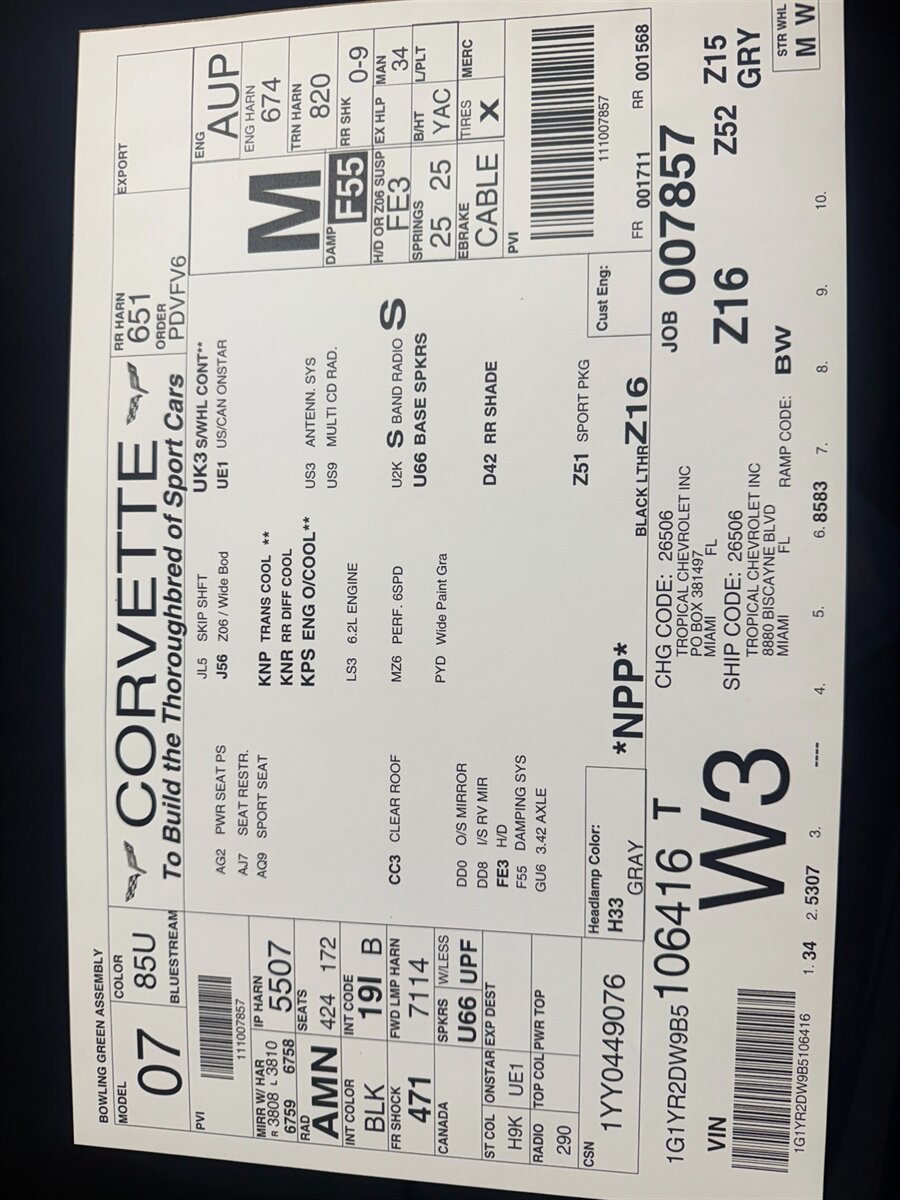 BOWLING GREEN ASSEMBLY
MODEL
07
COLOR
85U
BLUESTREAM
CORVETTE
To Build the Thoroughbred of Sport Cars
RR HARN
651
ORDER
PDVFV6
EXPORT
PVI
111007857
MIRR W/ HAR
R 3808 L 3810
6759 6758
IP HARN
5507
RAD
AMN
SEATS
424 172
INT COLOR
BLK
INT CODE
19I B
FR SHOCK
471
FWD LMP HARN
7114
CANADA
SPKRS
U66
W/LESS
UPF
ST COL
H9K
ONSTAR
UE1
EXP DEST
RADIO
290
TOP COL
PWR TOP
CSN
1YY0449076
AG2 PWR SEAT PS
AJ7 SEAT RESTR.
AQ9 SPORT SEAT
CC3 CLEAR ROOF
DD0 O/S MIRROR
DD8 I/S RV MIR
FE3 H/D
F55 DAMPING SYS
GU6 3.42 AXLE
Headlamp Color:
H33
GRAY
JL5 SKIP SHFT
J56 Z06 / Wide Bod
KNP TRANS COOL **
KNR RR DIFF COOL
KPS ENG O/COOL**
LS3 6.2L ENGINE
MZ6 PERF. 6SPD
PYD Wide Paint Gra
*NPP*
UK3 S/WHL CONT**
UE1 US/CAN ONSTAR
US3 ANTENN. SYS
US9 MULTI CD RAD.
U2K S BAND RADIO S
U66 BASE SPKRS
D42 RR SHADE
Z51 SPORT PKG
BLACK LTHR Z16
Cust Eng:
ENG
AUP
ENG HARN
674
TRN HARN
820
M
DAMP
F55
RR SHK
0-9
H/D OR Z06 SUSP
FE3
EX HLP
MAN
34
SPRINGS
25 25
B/HT
YAC
L/PLT
EBRAKE
CABLE
TIRES
X
MERC
PVI
111007857
FR 001711 RR 001568
1G1YR2DW9B5106416 T
VIN
1G1YR2DW9B5106416
W3
CHG CODE: 26506
TROPICAL CHEVROLET INC
PO BOX 381497
MIAMI FL
SHIP CODE: 26506
TROPICAL CHEVROLET INC
8880 BISCAYNE BLVD
MIAMI FL
RAMP CODE: BW
JOB 007857
Z16 Z52 Z15
GRY
STR WHL
M W
1. 34 2. 5307 3. ---- 4. 5. 6. 8583 7. 8. 9. 10.